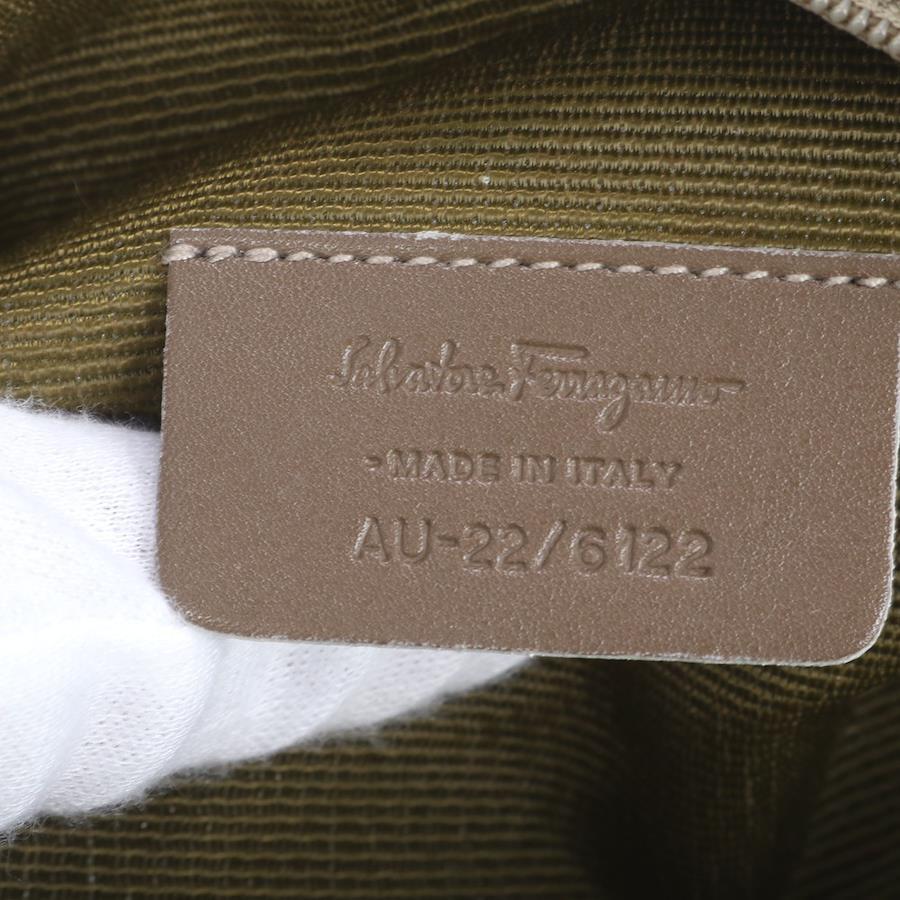 Salvatore Ferragamo
MADE IN ITALY
AU-22/6122